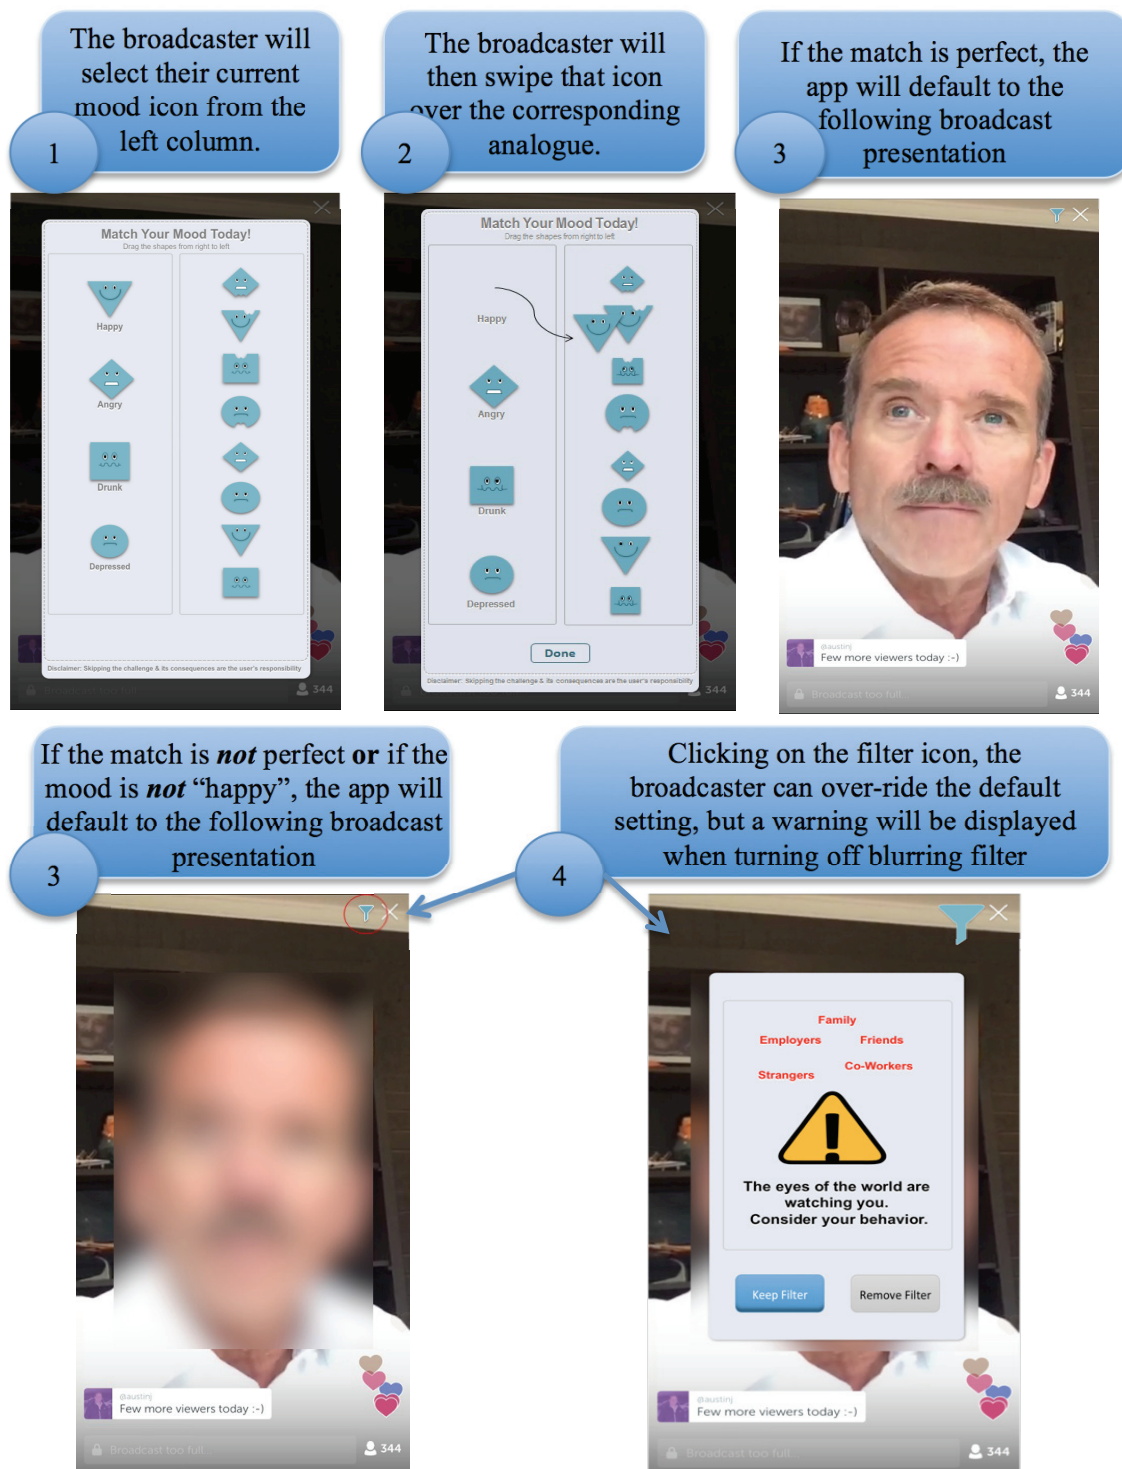 The broadcaster will
select their current
mood icon from the
left column.
1
The broadcaster will
then swipe that icon
over the corresponding
analogue.
2
If the match is perfect, the
app will default to the
following broadcast
presentation
3
Match Your Mood Today!
Drag the shapes from right to left
Happy
Angry
Drunk
Depressed
Disclaimer: Skipping the challenge & its consequences are the user's responsibility
Broadcast too full...
344
Match Your Mood Today!
Drag the shapes from right to left
Happy
Angry
Drunk
Depressed
Done
Disclaimer: Skipping the challenge & its consequences are the user's responsibility
Broadcast too full...
344
@austinj
Few more viewers today :-)
Broadcast too full...
344
If the match is not perfect or if the
mood is not “happy”, the app will
default to the following broadcast
presentation
3
Clicking on the filter icon, the
broadcaster can over-ride the default
setting, but a warning will be displayed
when turning off blurring filter
4
@austinj
Few more viewers today :-)
Broadcast too full...
344
Family
Employers Friends
Co-Workers
Strangers
The eyes of the world are
watching you.
Consider your behavior.
Keep Filter Remove Filter
@austinj
Few more viewers today :-)
Broadcast too full...
344